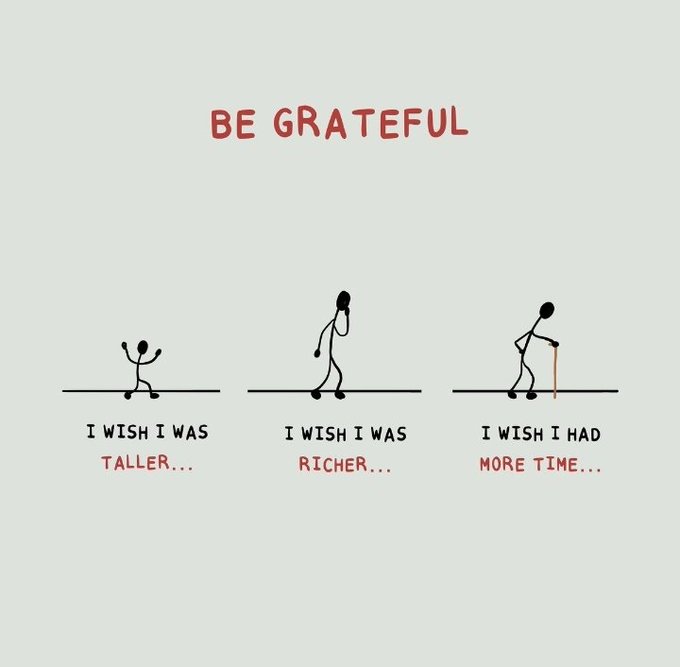 BE GRATEFUL
I WISH I WAS
TALLER...
I WISH I WAS
RICHER...
I WISH I HAD
MORE TIME...